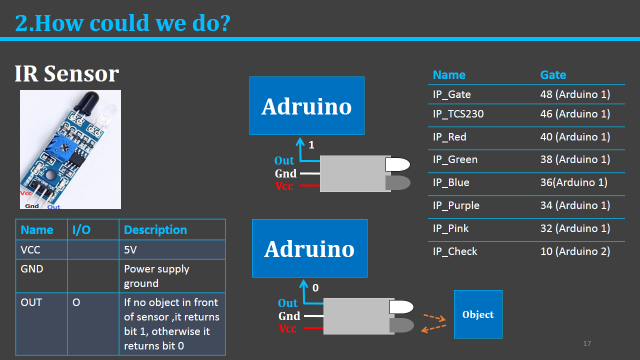 2.How could we do?
IR Sensor
Vcc
Gnd Out
Name I/O Description
VCC 5V
GND Power supply
ground
OUT O If no object in front
of sensor ,it returns
bit 1, otherwise it
returns bit 0
Adruino
1
Out
Gnd
Vcc
Adruino
0
Out
Gnd
Vcc
Object
Name Gate
IP_Gate 48 (Arduino 1)
IP_TCS230 46 (Arduino 1)
IP_Red 40 (Arduino 1)
IP_Green 38 (Arduino 1)
IP_Blue 36(Arduino 1)
IP_Purple 34 (Arduino 1)
IP_Pink 32 (Arduino 1)
IP_Check 10 (Arduino 2)
17